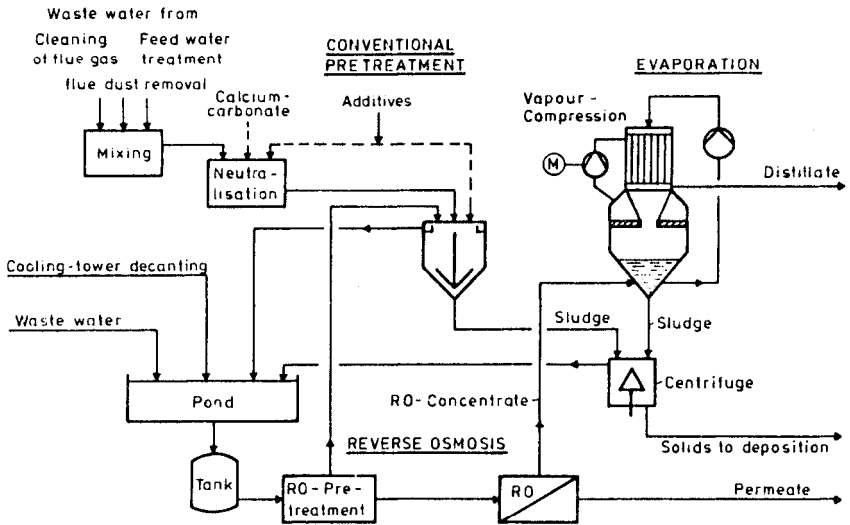 Waste water from
Cleaning of flue gas
Feed water treatment
flue dust removal
CONVENTIONAL
PRETREATMENT
EVAPORATION
Calcium-
carbonate
Additives
Vapour-
Compression
Mixing
Neutra-
lisation
M
Distillate
Cooling-tower decanting
Waste water
Sludge
Sludge
Centrifuge
Pond
RO-Concentrate
REVERSE OSMOSIS
Solids to deposition
Tank
RO-Pre-
treatment
RO
Permeate